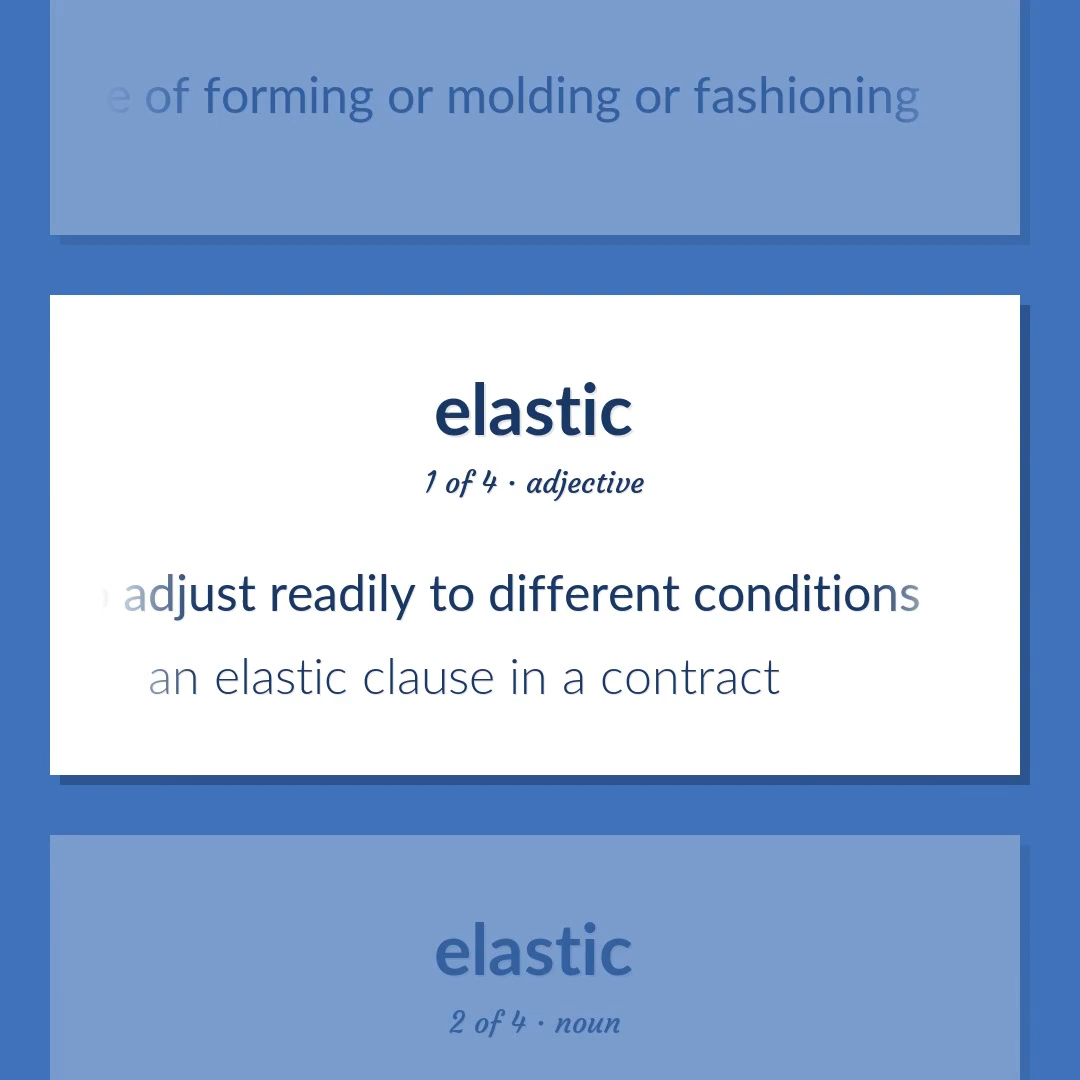 of forming or molding or fashioning
elastic
1 of 4 · adjective
adjust readily to different conditions
an elastic clause in a contract
elastic
2 of 4 · noun